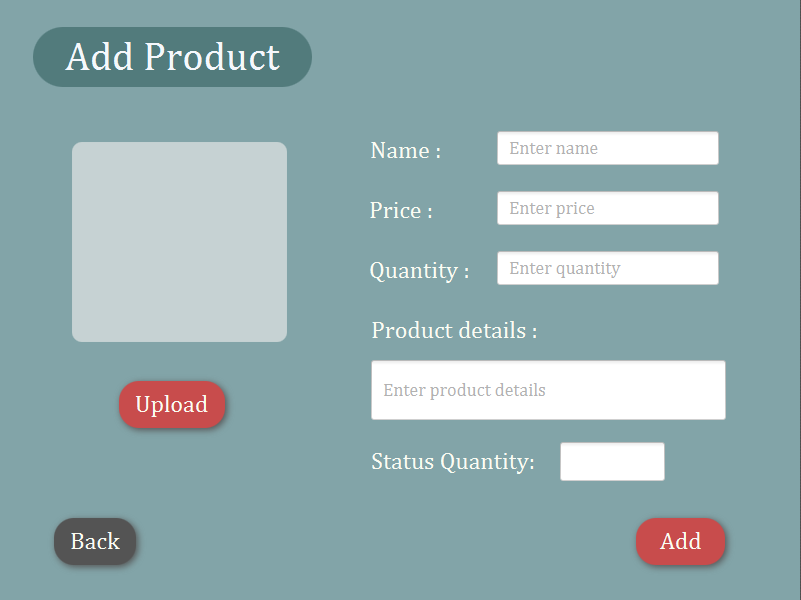 Add Product
Name :
Enter name
Price :
Enter price
Quantity :
Enter quantity
Product details :
Enter product details
Upload
Status Quantity:
Back
Add